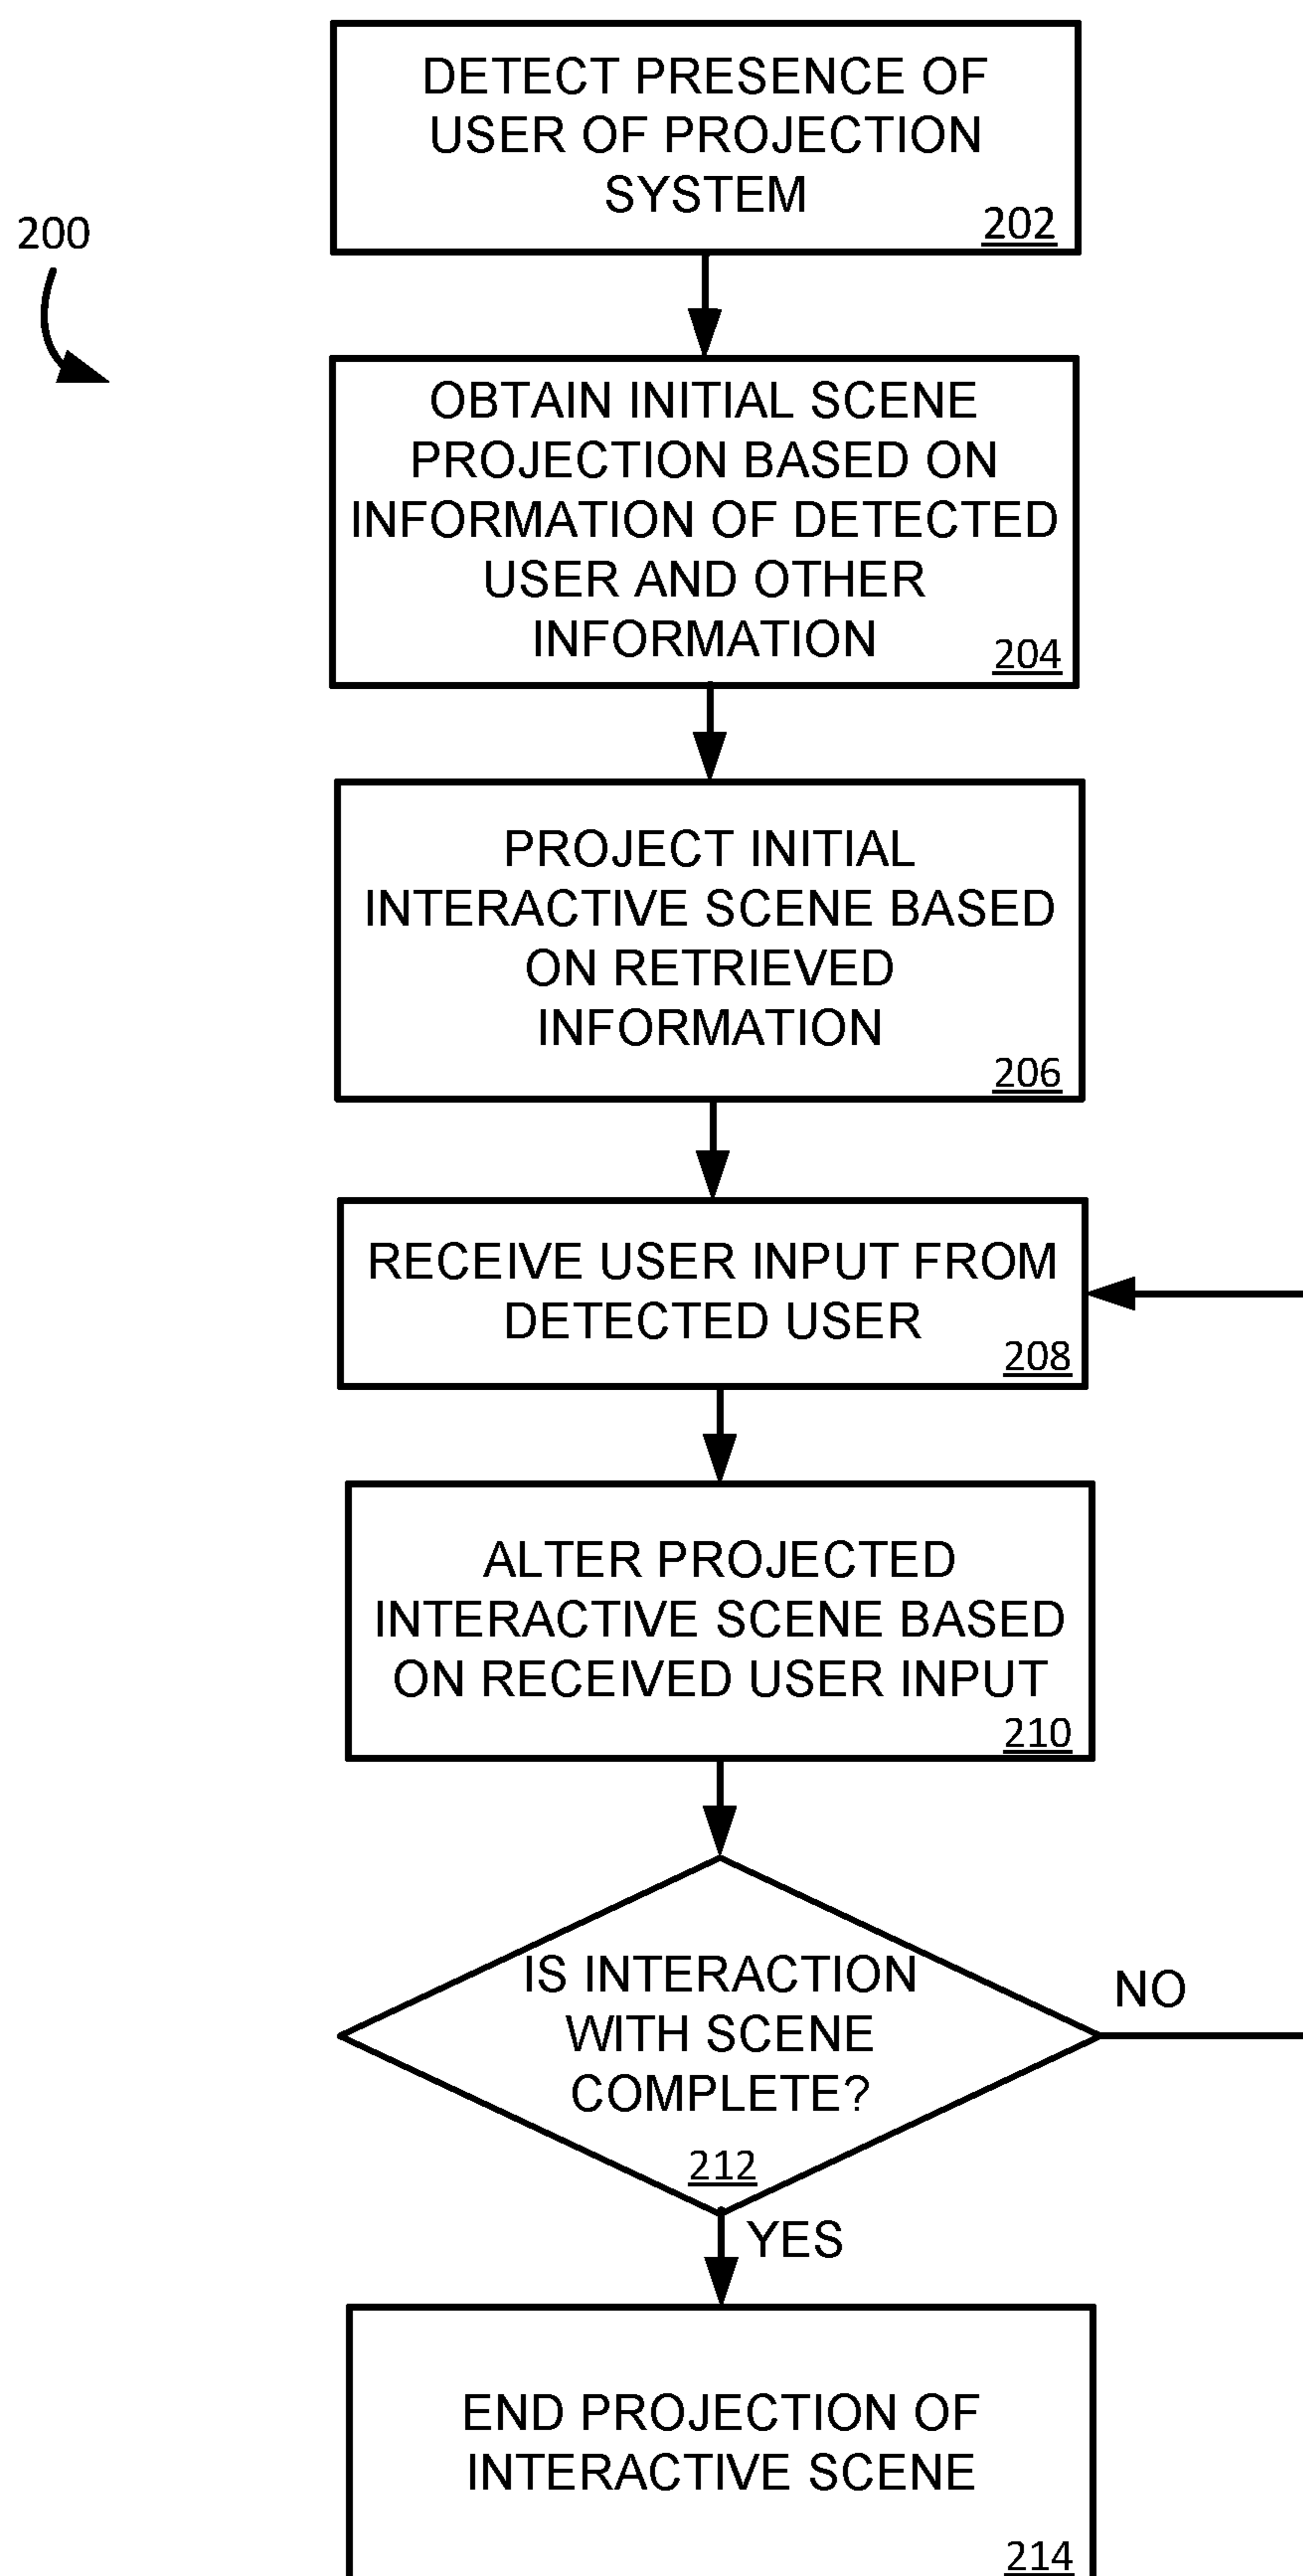 DETECT PRESENCE OF
USER OF PROJECTION
SYSTEM
202
200
OBTAIN INITIAL SCENE
PROJECTION BASED ON
INFORMATION OF DETECTED
USER AND OTHER
INFORMATION
204
PROJECT INITIAL
INTERACTIVE SCENE BASED
ON RETRIEVED
INFORMATION
206
RECEIVE USER INPUT FROM
DETECTED USER
208
ALTER PROJECTED
INTERACTIVE SCENE BASED
ON RECEIVED USER INPUT
210
IS INTERACTION
WITH SCENE
COMPLETE?
212
NO
YES
END PROJECTION OF
INTERACTIVE SCENE
214